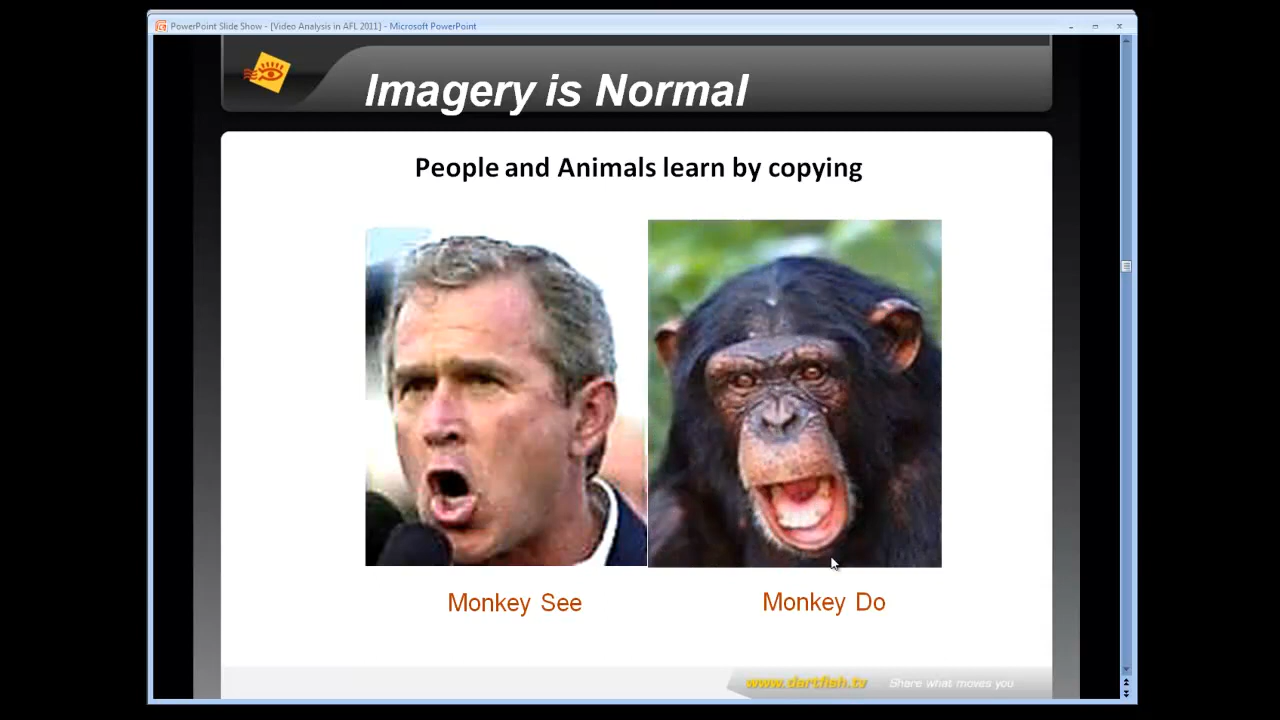 PowerPoint Slide Show - [Video Analysis in AFL 2011] - Microsoft PowerPoint
Imagery is Normal
People and Animals learn by copying
Monkey See
Monkey Do
www.dartfish.tv
Share what moves you